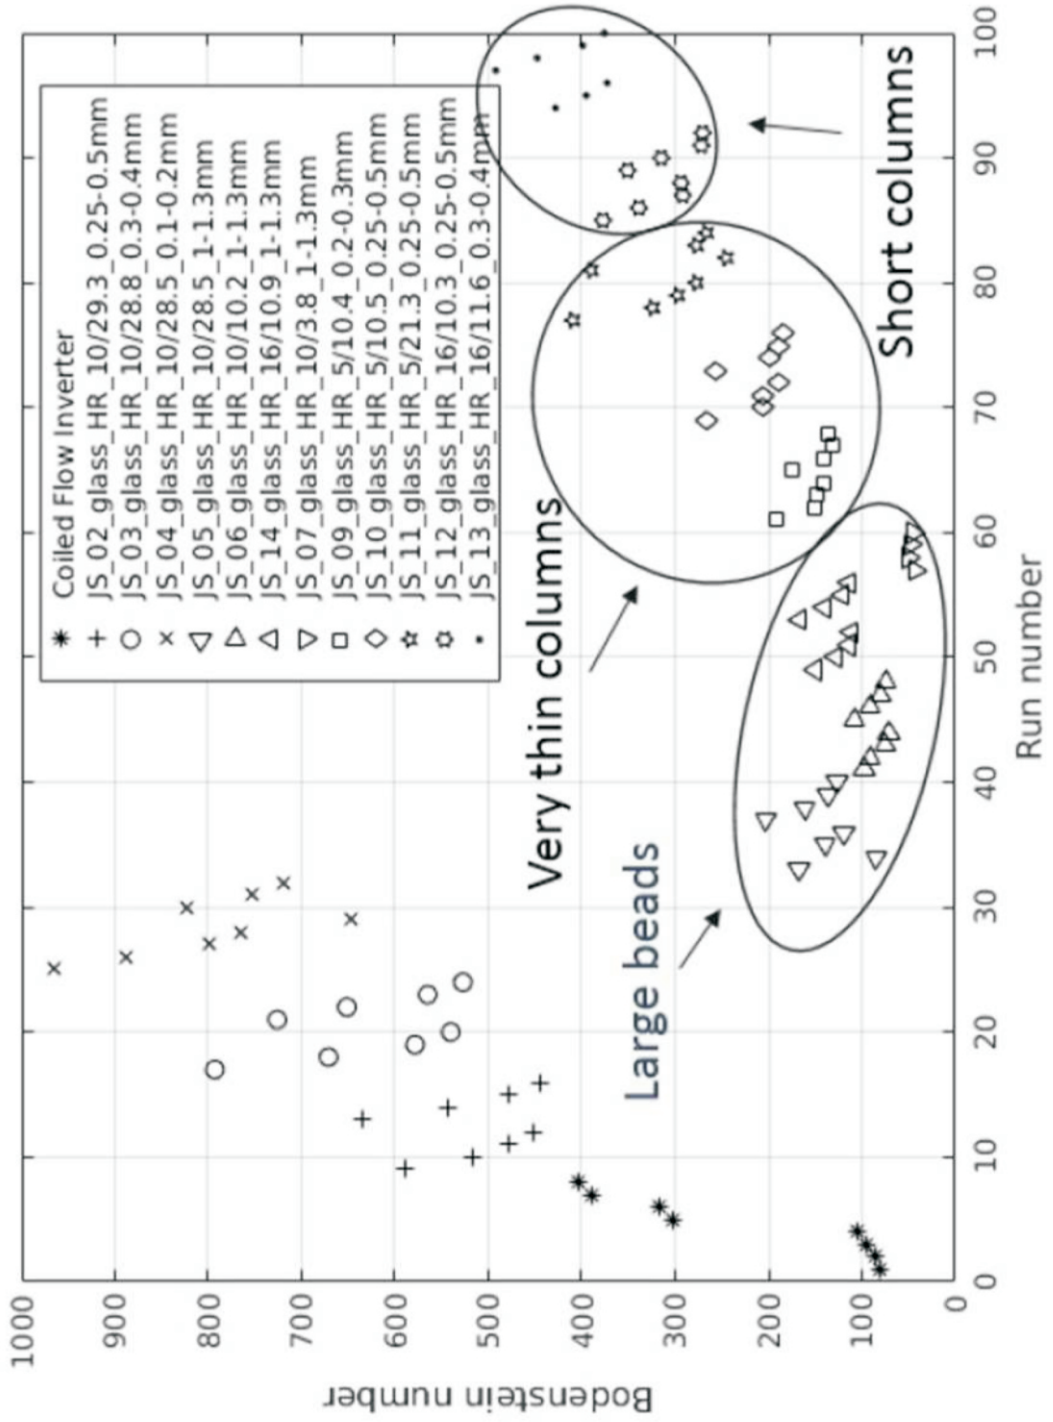 Bodenstein number
1000
900
800
700
600
500
400
300
200
100
0
Coiled Flow Inverter
JS_02_glass_HR_10/29.3_0.25-0.5mm
JS_03_glass_HR_10/28.8_0.3-0.4mm
JS_04_glass_HR_10/28.5_0.1-0.2mm
JS_05_glass_HR_10/28.5_1-1.3mm
JS_06_glass_HR_10/10.2_1-1.3mm
JS_14_glass_HR_16/10.9_1-1.3mm
JS_07_glass_HR_10/3.8_1-1.3mm
JS_09_glass_HR_5/10.4_0.2-0.3mm
JS_10_glass_HR_5/10.5_0.25-0.5mm
JS_11_glass_HR_5/21.3_0.25-0.5mm
JS_12_glass_HR_16/10.3_0.25-0.5mm
JS_13_glass_HR_16/11.6_0.3-0.4mm
Very thin columns
Large beads
Short columns
0
10
20
30
40
50
60
70
80
90
100
Run number